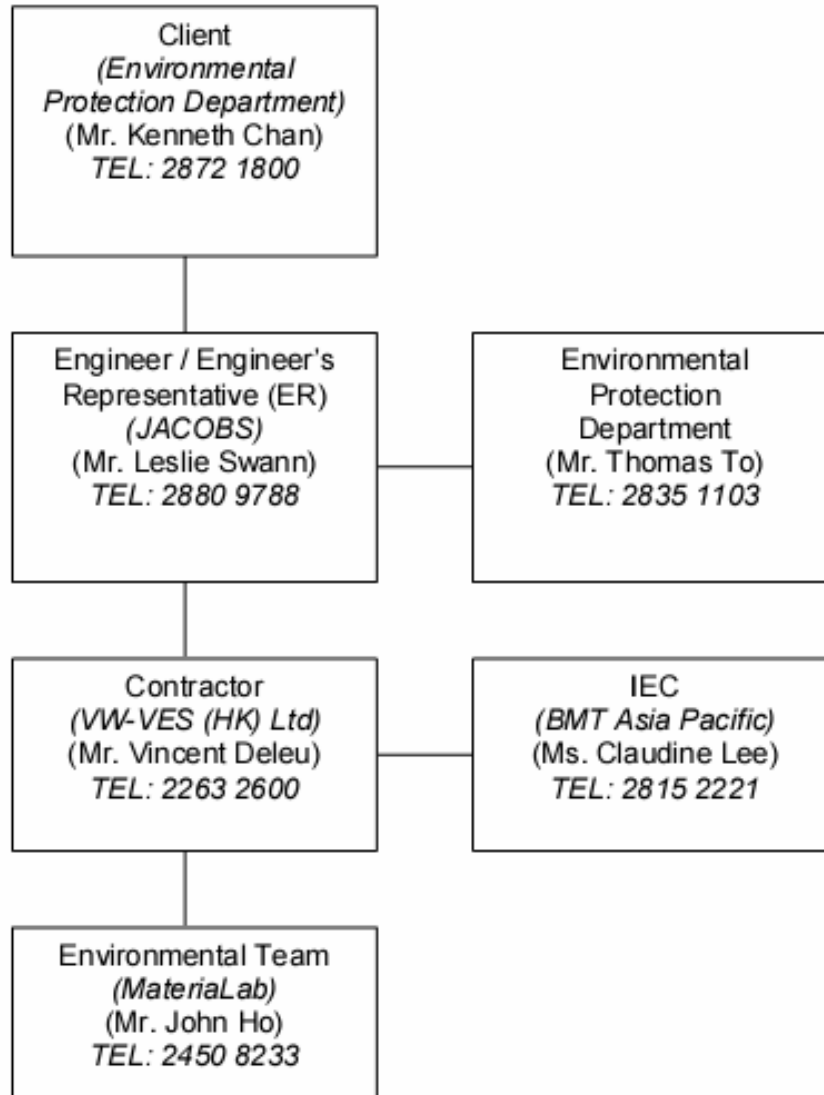 Client
(Environmental
Protection Department)
(Mr. Kenneth Chan)
TEL: 2872 1800
Engineer / Engineer's
Representative (ER)
(JACOBS)
(Mr. Leslie Swann)
TEL: 2880 9788
Environmental
Protection
Department
(Mr. Thomas To)
TEL: 2835 1103
Contractor
(VW-VES (HK) Ltd)
(Mr. Vincent Deleu)
TEL: 2263 2600
IEC
(BMT Asia Pacific)
(Ms. Claudine Lee)
TEL: 2815 2221
Environmental Team
(MateriaLab)
(Mr. John Ho)
TEL: 2450 8233